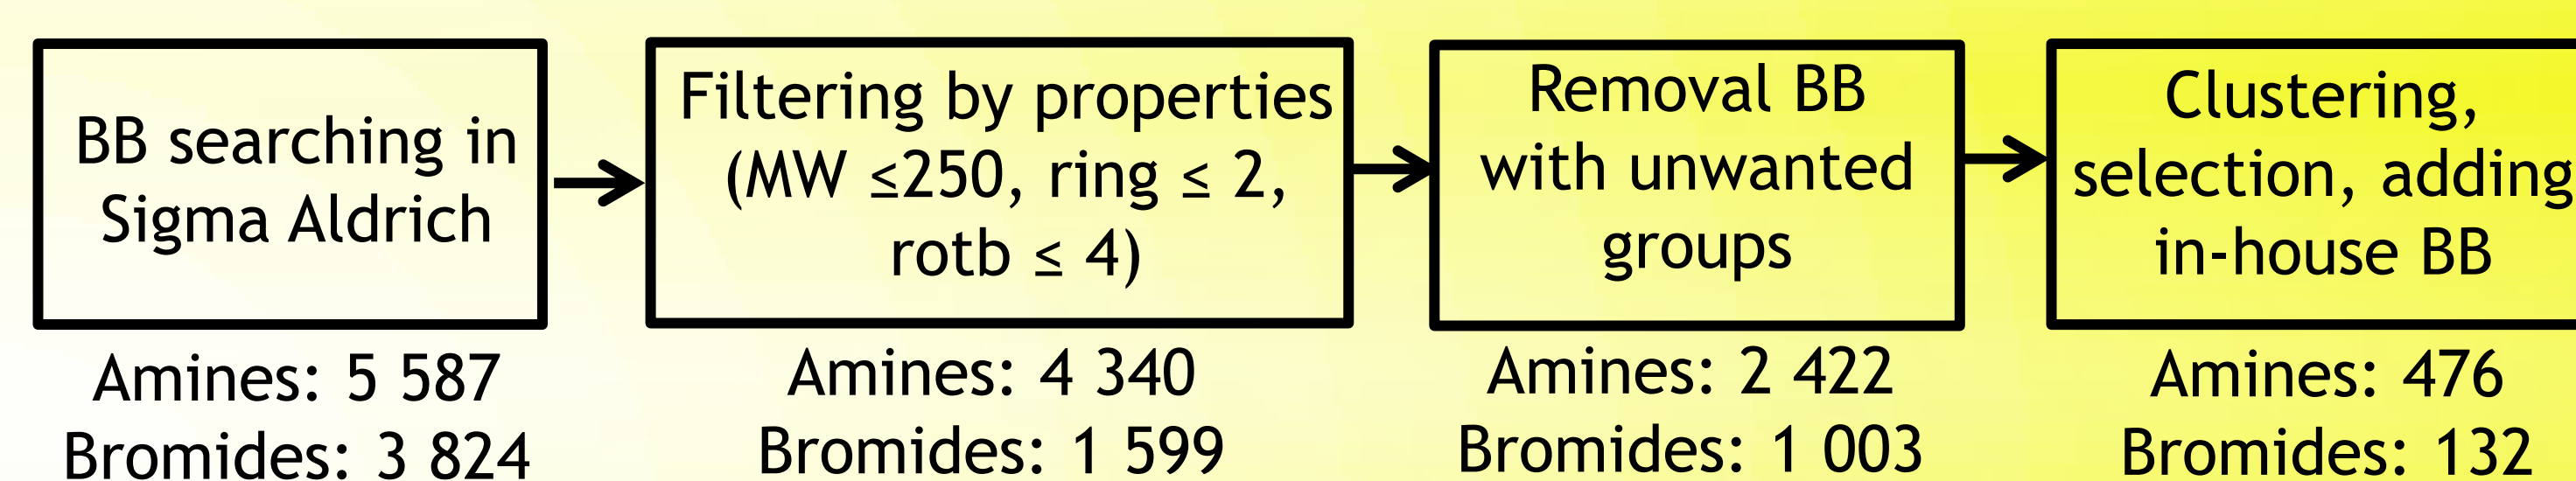 BB searching in
Sigma Aldrich
Amines: 5 587
Bromides: 3 824
Filtering by properties
(MW ≤250, ring ≤ 2,
rotb ≤ 4)
Amines: 4 340
Bromides: 1 599
Removal BB
with unwanted
groups
Amines: 2 422
Bromides: 1 003
Clustering,
selection, adding
in-house BB
Amines: 476
Bromides: 132